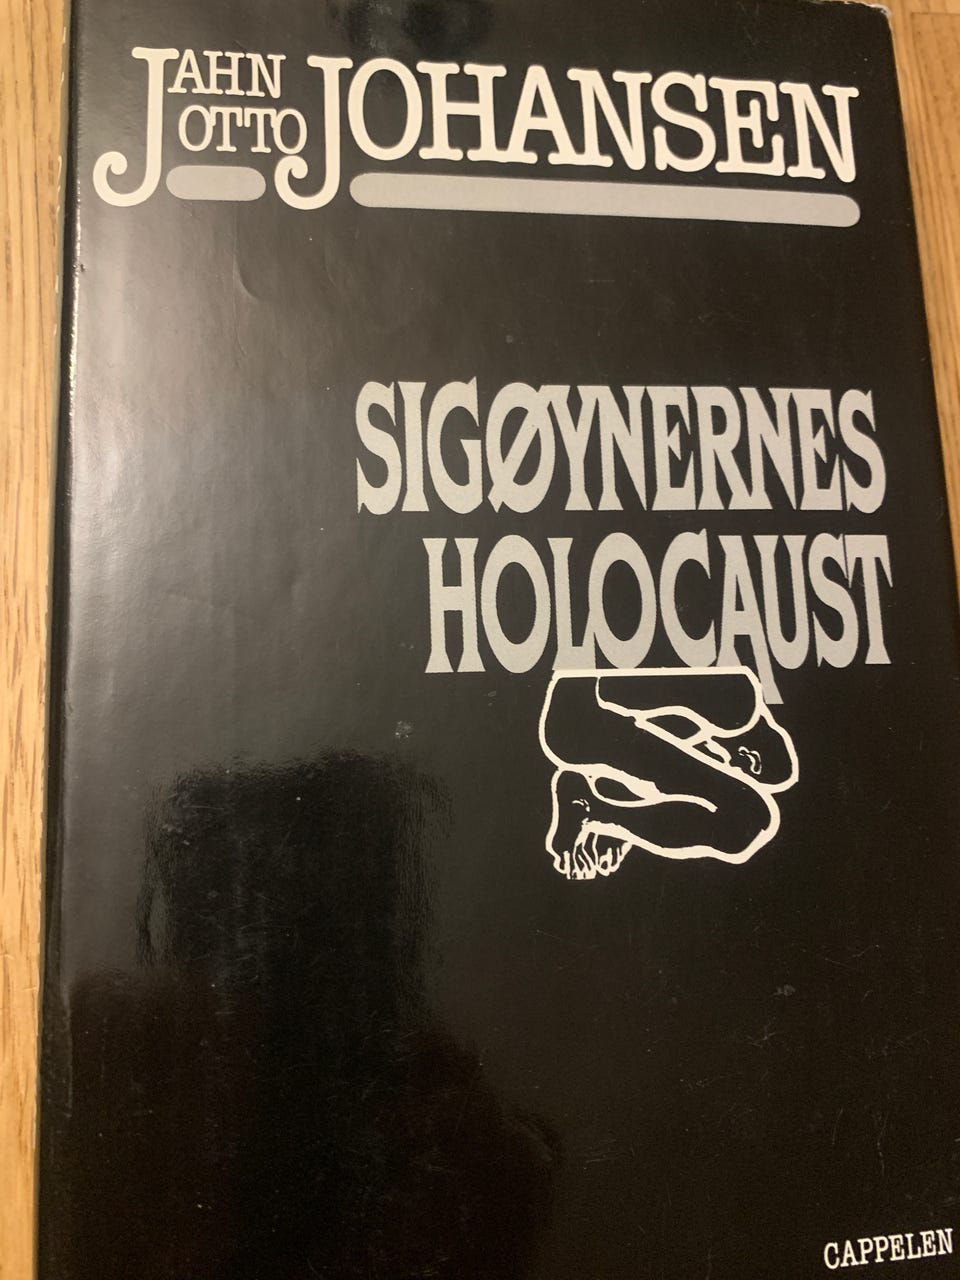 JAHN
OTTO JOHANSEN
SIGØYNERNES
HOLOCAUST
CAPPELEN